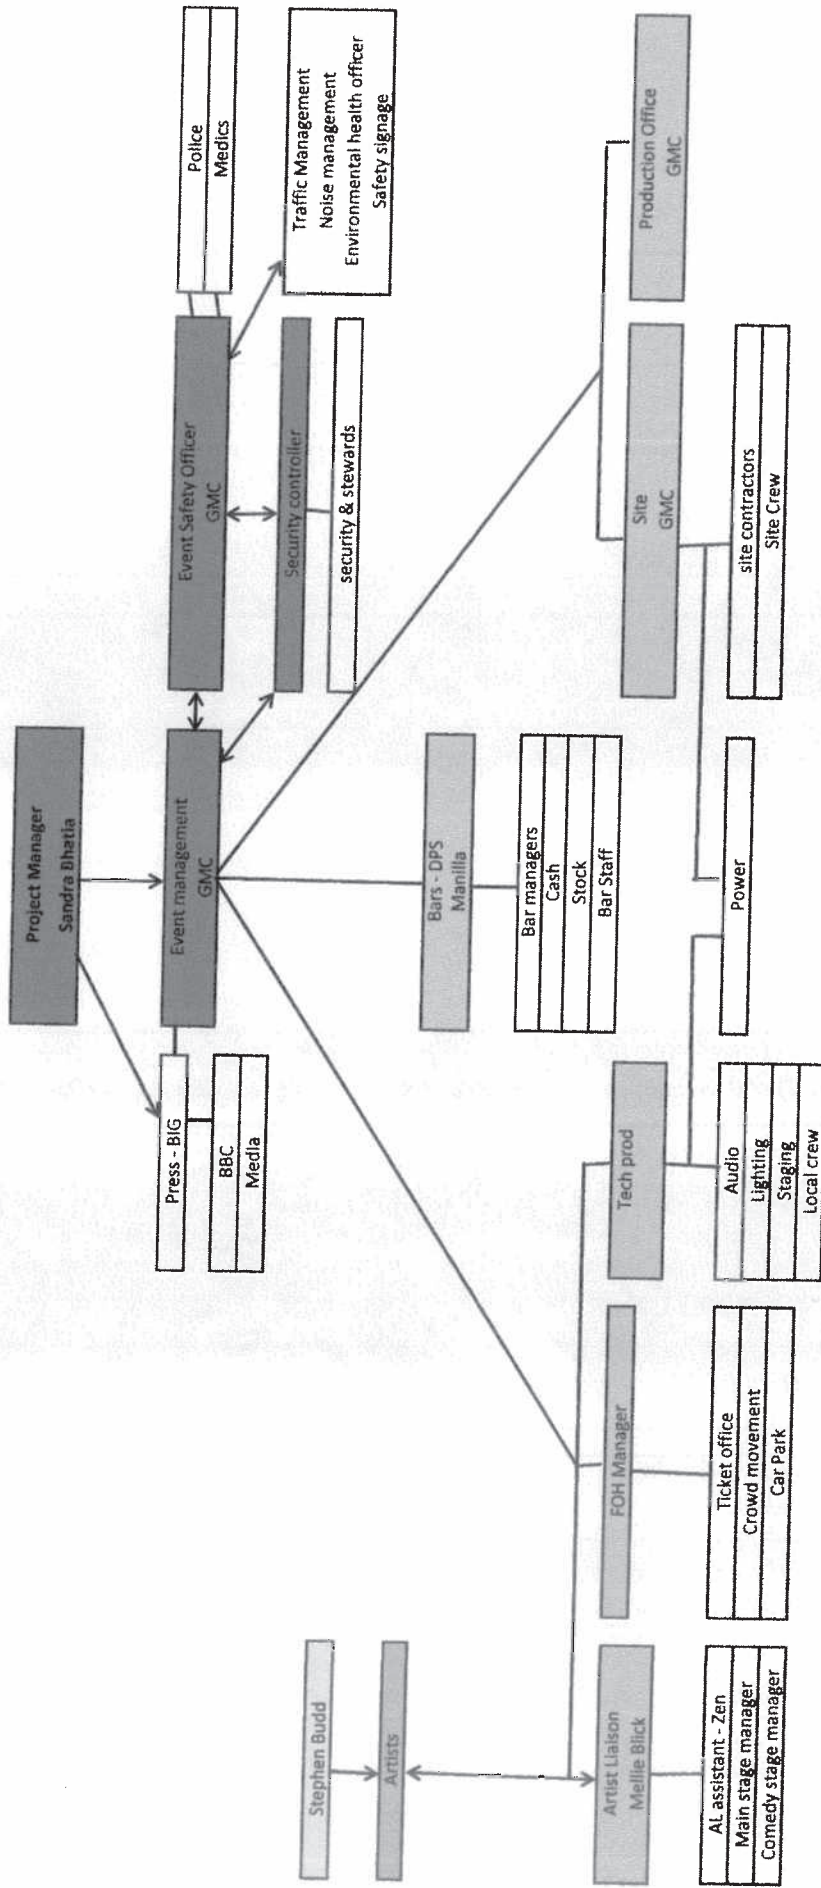 Project Manager
Sandra Bhatia
Press - BIG
BBC
Media
Event management
GMC
Event Safety Officer
GMC
Police
Medics
Security controller
security & stewards
Traffic Management
Noise management
Environmental health officer
Safety signage
Stephen Budd
Artists
Bars - DPS
Manilla
Bar managers
Cash
Stock
Bar Staff
Artist Liaison
Mellie Blick
AL assistant - Zen
Main stage manager
Comedy stage manager
FOH Manager
Ticket office
Crowd movement
Car Park
Tech prod
Audio
Lighting
Staging
Local crew
Power
Site
GMC
site contractors
Site Crew
Production Office
GMC